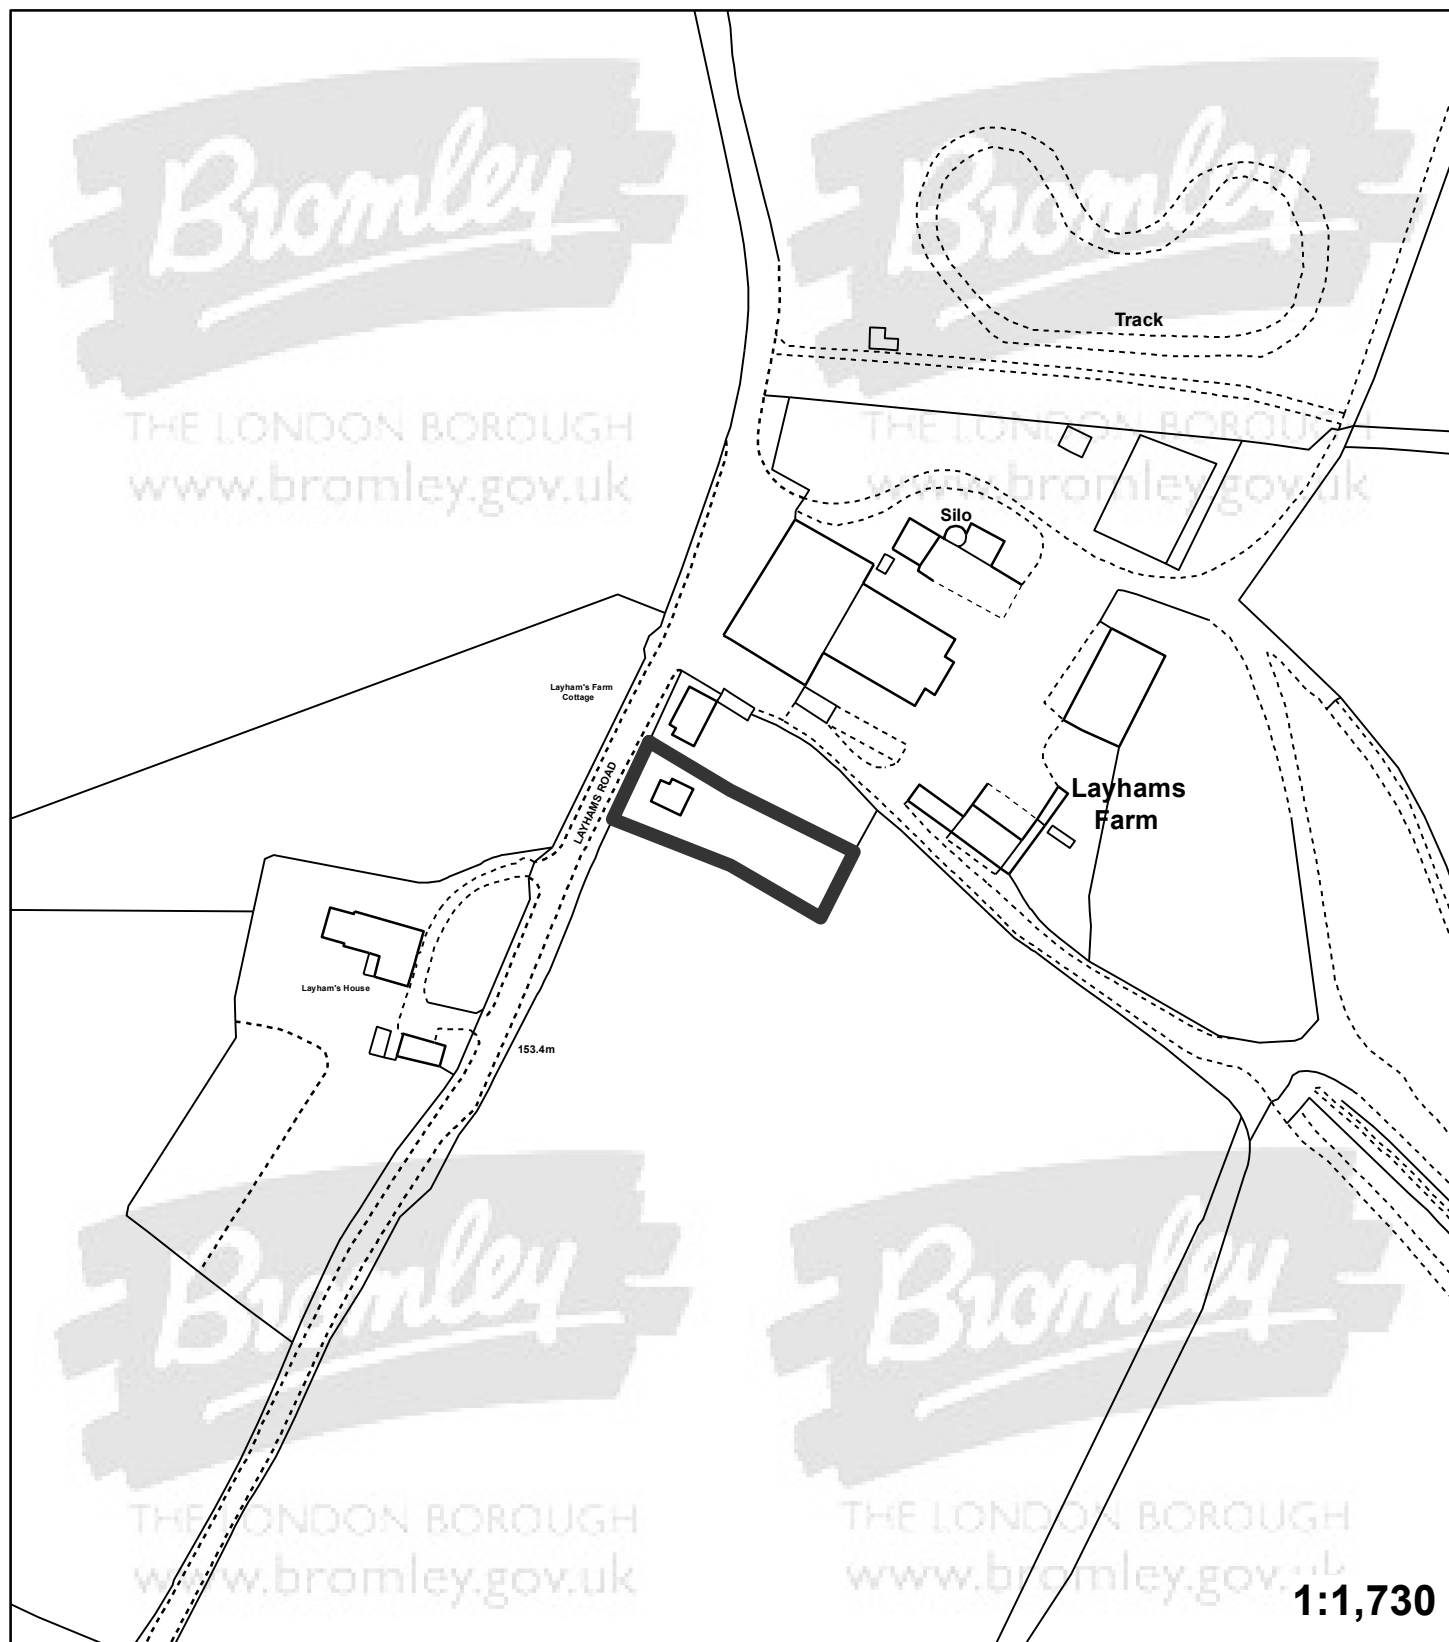 Bromley
THE LONDON BOROUGH
www.bromley.gov.uk
Bromley
THE LONDON BOROUGH
www.bromley.gov.uk
Track
Silo
Layham's Farm
Cottage
LAYHAMS ROAD
Layhams
Farm
Layham's House
153.4m
Bromley
THE LONDON BOROUGH
www.bromley.gov.uk
Bromley
THE LONDON BOROUGH
www.bromley.gov.uk
1:1,730